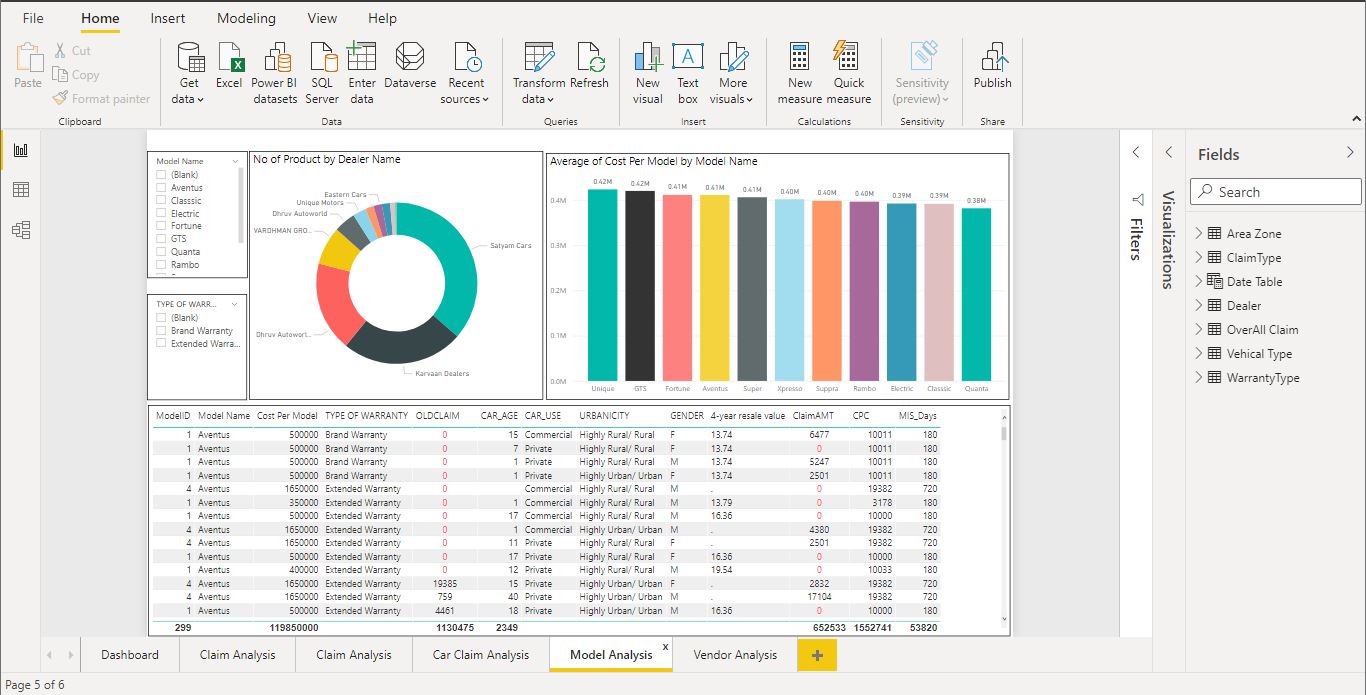 File Home Insert Modeling View Help
Paste
Cut
Copy
Format painter
Clipboard
Get data
Excel
Power BI datasets
SQL Server
Enter data
Dataverse
Recent sources
Data
Transform data
Refresh
Queries
New visual
Text box
More visuals
Insert
New measure
Quick measure
Calculations
Sensitivity (preview)
Sensitivity
Publish
Share
Model Name
(Blank)
Aventus
Classsic
Electric
Fortune
GTS
Quanta
Rambo
TYPE OF WARR...
(Blank)
Brand Warranty
Extended Warra...
No of Product by Dealer Name
Eastern Cars
Unique Motors
Dhruv Autoworld
VARDHMAN GRO...
Dhruv Autoworl...
Satyam Cars
Karvaan Dealers
Average of Cost Per Model by Model Name
0.42M 0.42M 0.41M 0.41M 0.41M 0.40M 0.40M 0.40M 0.39M 0.39M 0.38M
0.4M
0.3M
0.2M
0.1M
0.0M
Unique GTS Fortune Aventus Super Xpresso Suppra Rambo Electric Classsic Quanta
ModelID Model Name Cost Per Model TYPE OF WARRANTY OLDCLAIM CAR_AGE CAR_USE URBANICITY GENDER 4-year resale value ClaimAMT CPC MIS_Days
1 Aventus 500000 Brand Warranty 0 15 Commercial Highly Rural/ Rural F 13.74 6477 10011 180
1 Aventus 500000 Brand Warranty 0 7 Private Highly Rural/ Rural F 13.74 0 10011 180
1 Aventus 500000 Brand Warranty 0 1 Private Highly Rural/ Rural M 13.74 5247 10011 180
1 Aventus 500000 Brand Warranty 0 1 Private Highly Urban/ Urban F 13.74 2501 10011 180
4 Aventus 1650000 Extended Warranty 0 Commercial Highly Rural/ Rural M . 0 19382 720
1 Aventus 350000 Extended Warranty 0 1 Commercial Highly Rural/ Rural M 13.79 0 3178 180
1 Aventus 500000 Extended Warranty 0 17 Commercial Highly Rural/ Rural M 16.36 0 10000 180
4 Aventus 1650000 Extended Warranty 0 1 Commercial Highly Urban/ Urban M . 4380 19382 720
4 Aventus 1650000 Extended Warranty 0 11 Private Highly Rural/ Rural F . 2501 19382 720
1 Aventus 500000 Extended Warranty 0 17 Private Highly Rural/ Rural F 16.36 0 10000 180
1 Aventus 400000 Extended Warranty 0 12 Private Highly Rural/ Rural M 19.54 0 10033 180
4 Aventus 1650000 Extended Warranty 19385 15 Private Highly Urban/ Urban F . 2832 19382 720
4 Aventus 1650000 Extended Warranty 759 40 Private Highly Urban/ Urban M . 17104 19382 720
1 Aventus 500000 Extended Warranty 4461 18 Private Highly Urban/ Urban M 16.36 0 10000 180
299 119850000 1130475 2349 652533 1552741 53820
Filters
Visualizations
Fields
Search
Area Zone
ClaimType
Date Table
Dealer
OverAll Claim
Vehical Type
WarrantyType
Dashboard Claim Analysis Claim Analysis Car Claim Analysis Model Analysis x Vendor Analysis +
Page 5 of 6